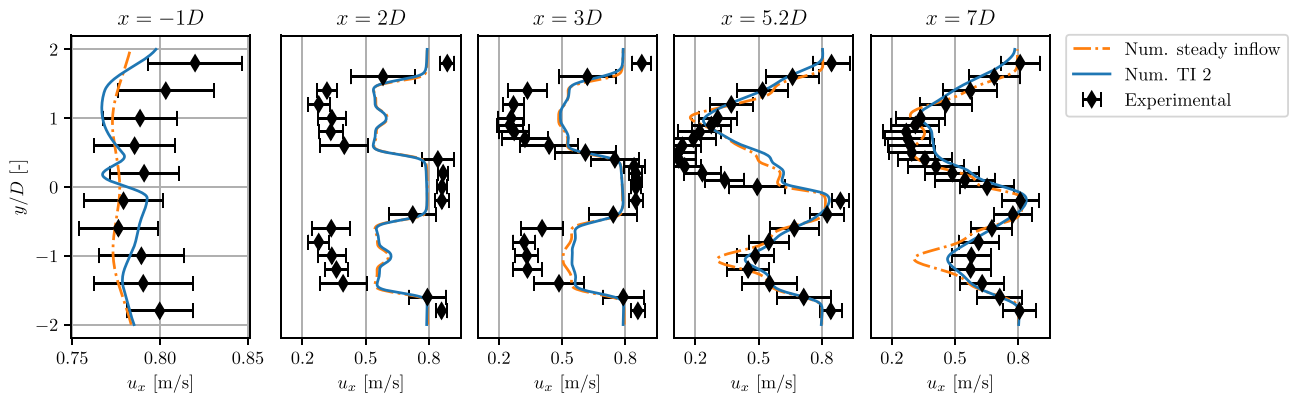 x = −1D
x = 2D
x = 3D
x = 5.2D
x = 7D
Num. steady inflow
Num. TI 2
Experimental
y/D [-]
2
1
0
−1
−2
0.75 0.80 0.85
0.2 0.5 0.8
0.2 0.5 0.8
0.2 0.5 0.8
0.2 0.5 0.8
u_x [m/s]
u_x [m/s]
u_x [m/s]
u_x [m/s]
u_x [m/s]